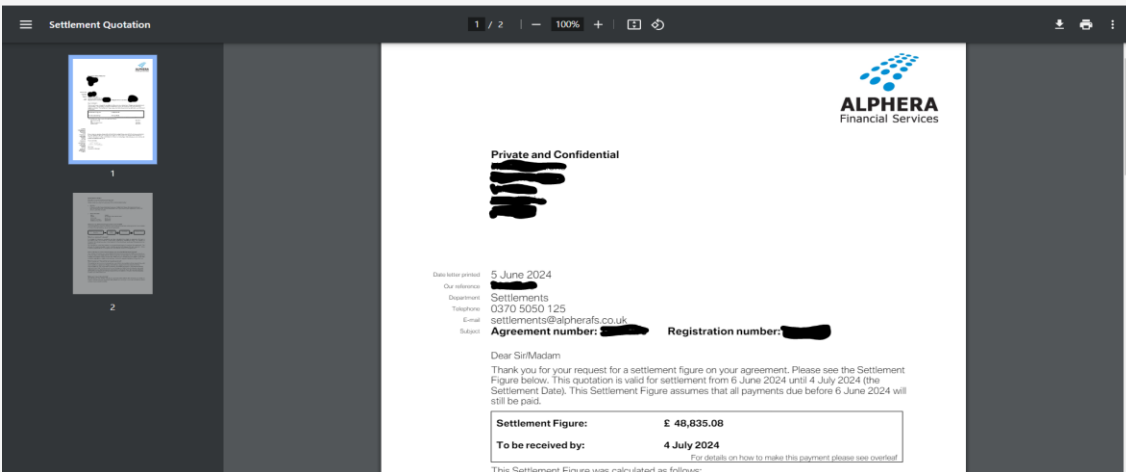 Settlement Quotation
1 / 2
100%
1
2
ALPHERA
Financial Services
Private and Confidential
Date letter printed 5 June 2024
Our reference
Department Settlements
Telephone 0370 5050 125
E-mail settlements@alpherafs.co.uk
Subject Agreement number: Registration number:
Dear Sir/Madam
Thank you for your request for a settlement figure on your agreement. Please see the Settlement
Figure below. This quotation is valid for settlement from 6 June 2024 until 4 July 2024 (the
Settlement Date). This Settlement Figure assumes that all payments due before 6 June 2024 will
still be paid.
Settlement Figure: £ 48,835.08
To be received by: 4 July 2024
For details on how to make this payment please see overleaf
This Settlement Figure was calculated as follows: